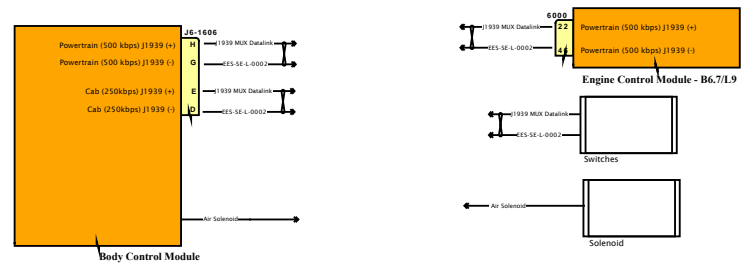 J6-1606
Powertrain (500 kbps) J1939 (+)
H
J1939 MUX Datalink
Powertrain (500 kbps) J1939 (-)
G
EES-SE-L-0002
Cab (250kbps) J1939 (+)
E
J1939 MUX Datalink
Cab (250kbps) J1939 (-)
D
EES-SE-L-0002
Air Solenoid
Body Control Module
6000
J1939 MUX Datalink
22
Powertrain (500 kbps) J1939 (+)
EES-SE-L-0002
46
Powertrain (500 kbps) J1939 (-)
Engine Control Module - B6.7/L9
J1939 MUX Datalink
EES-SE-L-0002
Switches
Air Solenoid
Solenoid